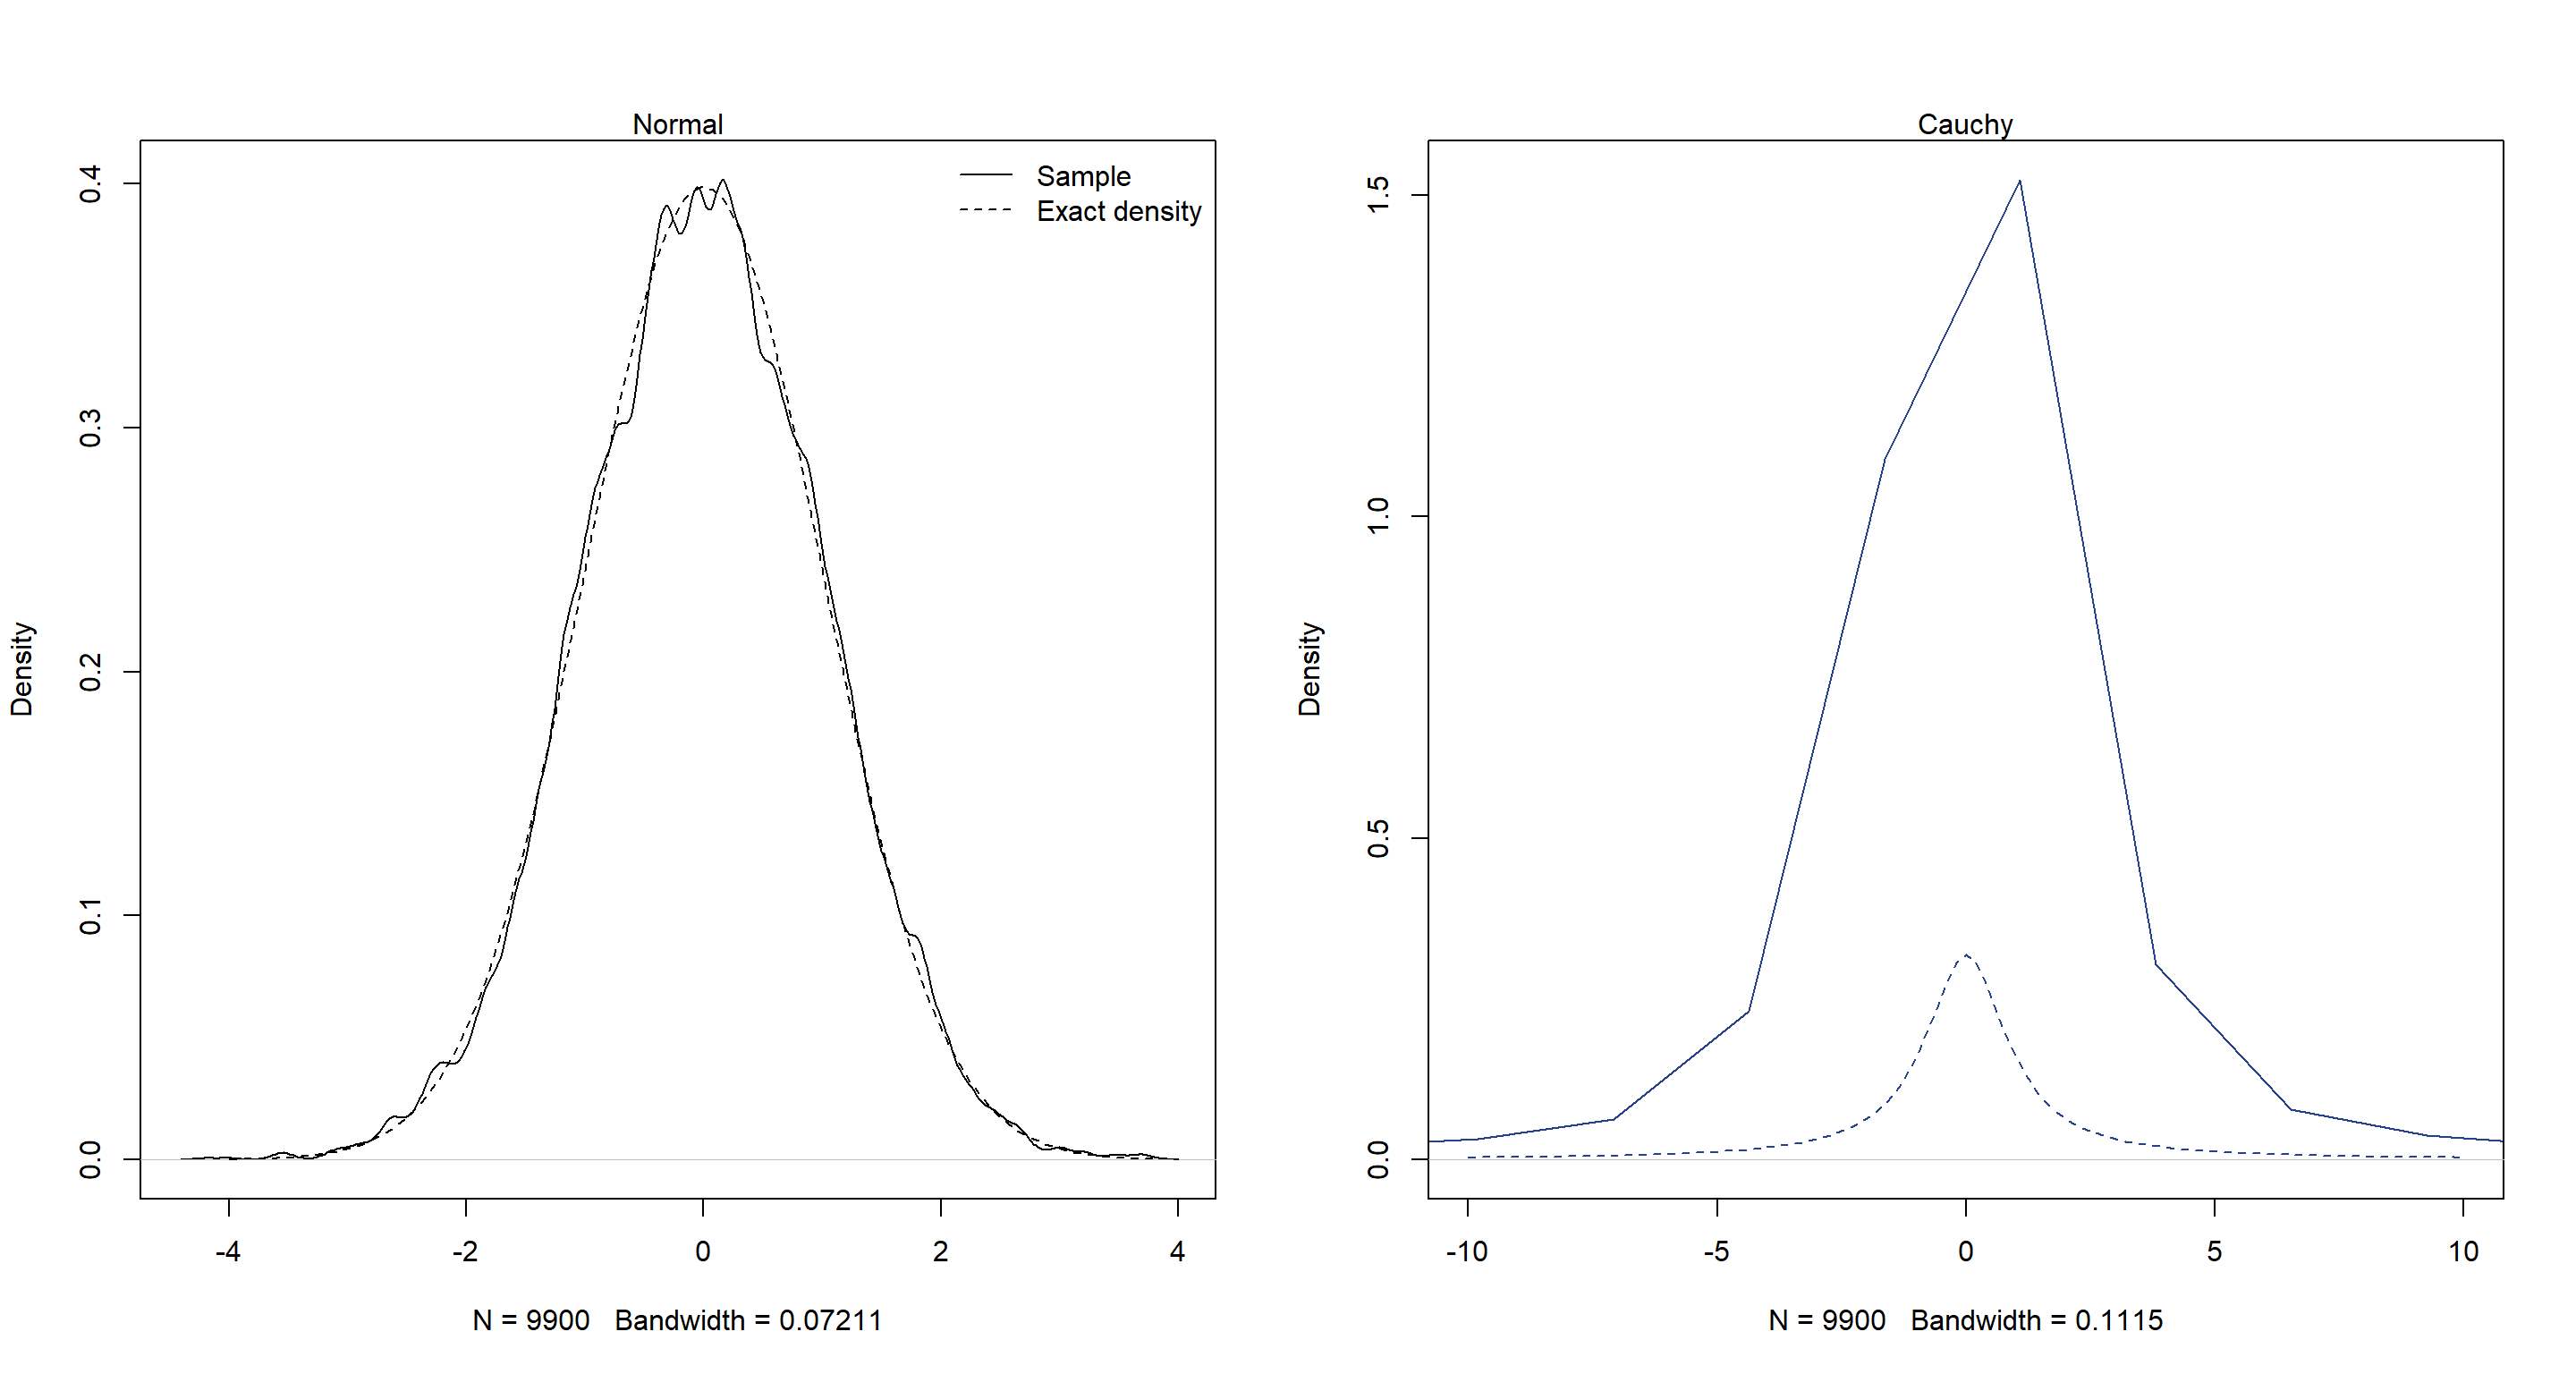 Normal
Sample
Exact density
Density
0.0 0.1 0.2 0.3 0.4
-4 -2 0 2 4
N = 9900 Bandwidth = 0.07211
Cauchy
Density
0.0 0.5 1.0 1.5
-10 -5 0 5 10
N = 9900 Bandwidth = 0.1115